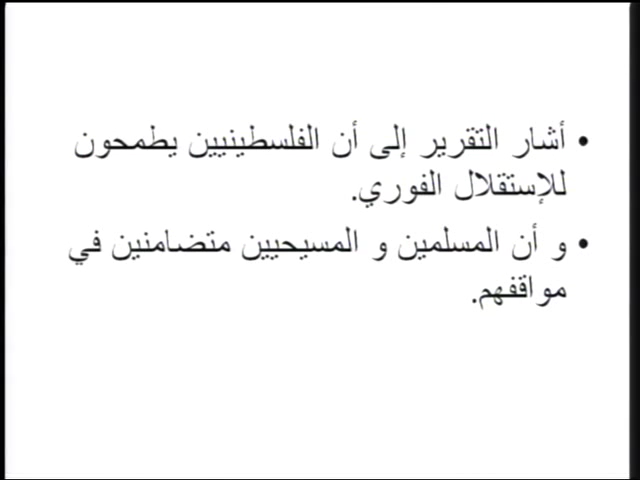 • أشار التقرير إلى أن الفلسطينيين يطمحون
للإستقلال الفوري.
• و أن المسلمين و المسيحيين متضامنين في
مواقفهم.